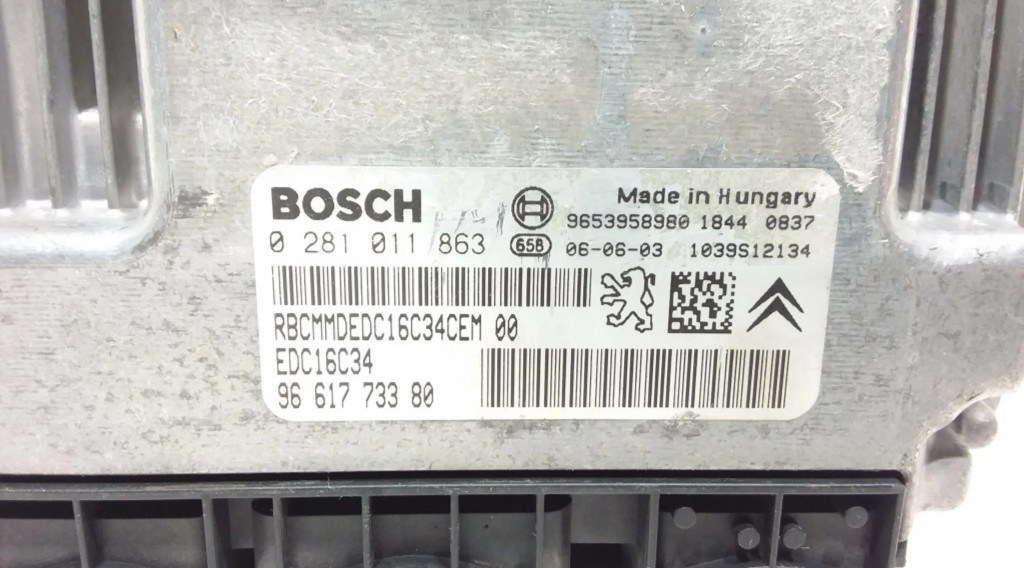 BOSCH
Made in Hungary
9653958980 1844 0837
0 281 011 863
658
06-06-03 1039S12134
RBCMMDEDC16C34CEM 00
EDC16C34
96 617 733 80